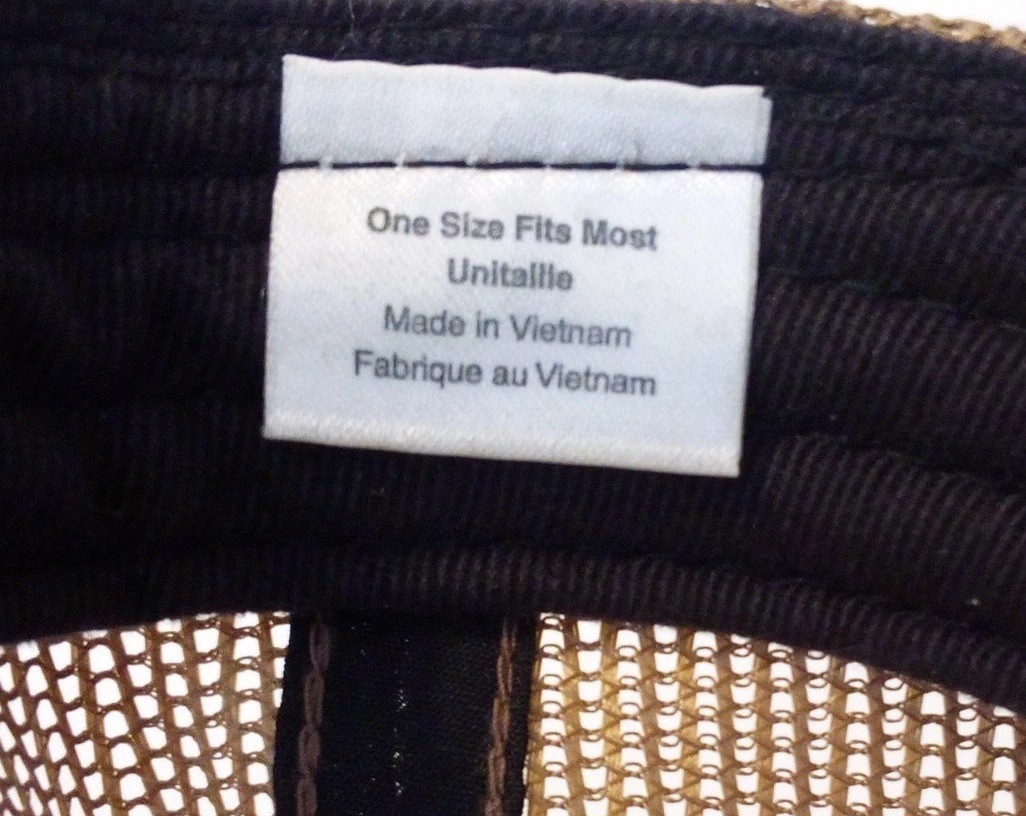 One Size Fits Most
Unitaille
Made in Vietnam
Fabrique au Vietnam